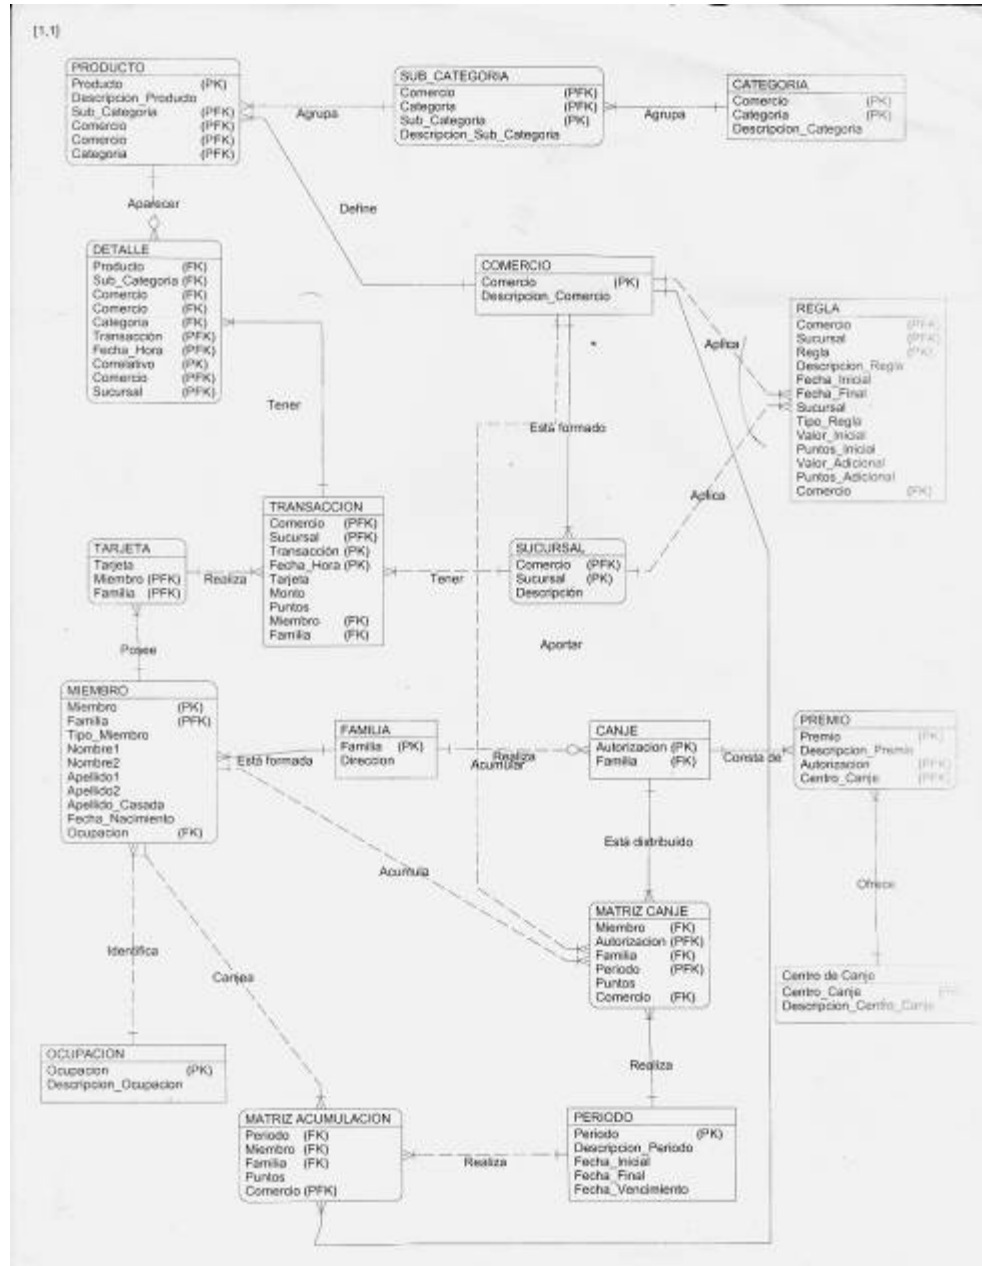 [1,1]
PRODUCTO
Producto (PK)
Descripcion_Producto
Sub_Categoria (PFK)
Comercio (PFK)
Comercio (PFK)
Categoria (PFK)
Agrupa
SUB_CATEGORIA
Comercio (PFK)
Categoria (PFK)
Sub_Categoria (PK)
Descripcion_Sub_Categoria
Agrupa
CATEGORIA
Comercio (PK)
Categoria (PK)
Descripcion_Categoria
Aparecer
Define
DETALLE
Producto (FK)
Sub_Categoria (FK)
Comercio (FK)
Comercio (FK)
Categoria (FK)
Transacción (PFK)
Fecha_Hora (PFK)
Correlativo (PK)
Comercio (PFK)
Sucursal (PFK)
COMERCIO
Comercio (PK)
Descripcion_Comercio
Aplica
REGLA
Comercio (PFK)
Sucursal (PFK)
Regla (PK)
Descripcion_Regla
Fecha_Inicial
Fecha_Final
Sucursal
Tipo_Regla
Valor_Inicial
Puntos_Inicial
Valor_Adicional
Puntos_Adicional
Comercio (FK)
Tener
Está formado
Aplica
TRANSACCION
Comercio (PFK)
Sucursal (PFK)
Transacción (PK)
Fecha_Hora (PK)
Tarjeta
Monto
Puntos
Miembro (FK)
Familia (FK)
TARJETA
Tarjeta
Miembro (PFK)
Familia (PFK)
Realiza
Tener
SUCURSAL
Comercio (PFK)
Sucursal (PK)
Descripción
Posee
Aportar
MIEMBRO
Miembro (PK)
Familia (PFK)
Tipo_Miembro
Nombre1
Nombre2
Apellido1
Apellido2
Apellido_Casada
Fecha_Nacimiento
Ocupacion (FK)
Está formada
FAMILIA
Familia (PK)
Direccion
Realiza
Acumular
CANJE
Autorizacion (PK)
Familia (FK)
Consta de
PREMIO
Premio (PK)
Descripcion_Premio
Autorizacion (PFK)
Centro_Canje (PFK)
Está distribuido
Acumula
Ofrece
MATRIZ CANJE
Miembro (FK)
Autorizacion (PFK)
Familia (FK)
Periodo (PFK)
Puntos
Comercio (FK)
Identifica
Canjea
Centro de Canje
Centro_Canje
Descripcion_Centro_Canje
OCUPACION
Ocupacion (PK)
Descripcion_Ocupacion
Realiza
MATRIZ ACUMULACION
Periodo (FK)
Miembro (FK)
Familia (FK)
Puntos
Comercio (PFK)
Realiza
PERIODO
Periodo (PK)
Descripcion_Periodo
Fecha_Inicial
Fecha_Final
Fecha_Vencimiento